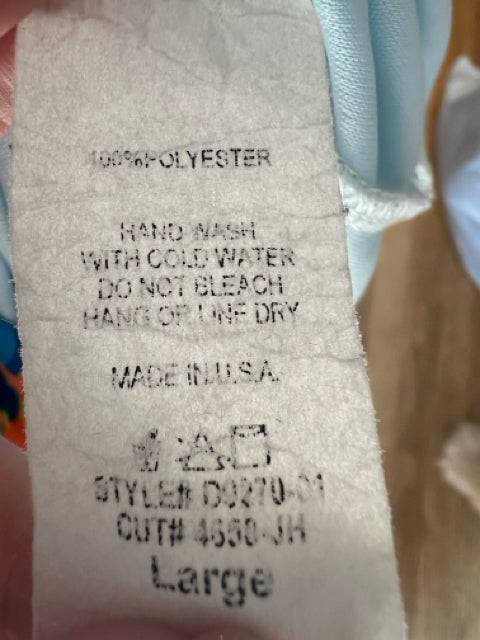 100%POLYESTER
HAND WASH
WITH COLD WATER
DO NOT BLEACH
HANG OR LINE DRY
MADE IN U.S.A.
STYLE# D0270-01
CUT# 4650-JH
Large